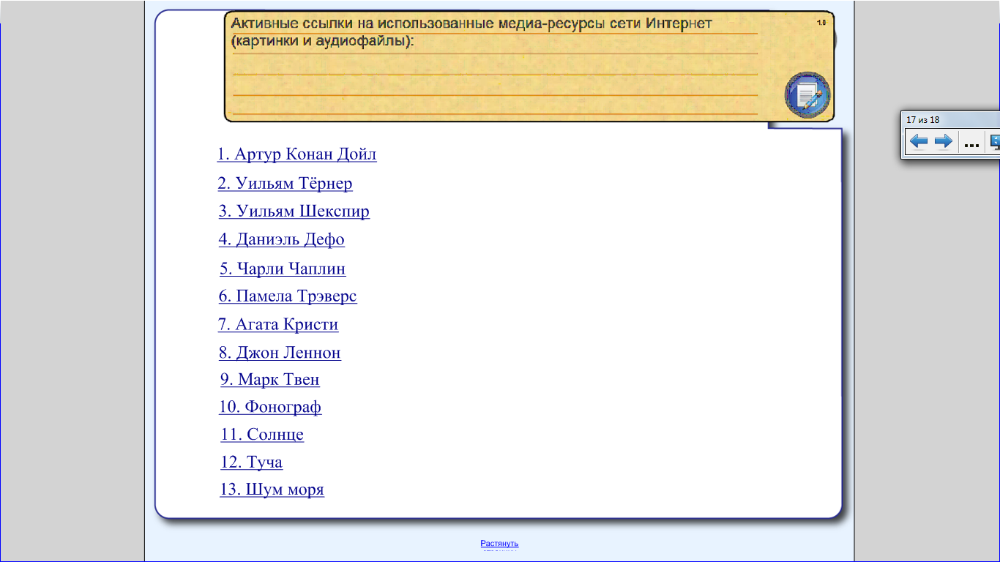 Активные ссылки на использованные медиа-ресурсы сети Интернет
(картинки и аудиофайлы):
1.0
17 из 18
...
1. Артур Конан Дойл
2. Уильям Тёрнер
3. Уильям Шекспир
4. Даниэль Дефо
5. Чарли Чаплин
6. Памела Трэверс
7. Агата Кристи
8. Джон Леннон
9. Марк Твен
10. Фонограф
11. Солнце
12. Туча
13. Шум моря
Растянуть